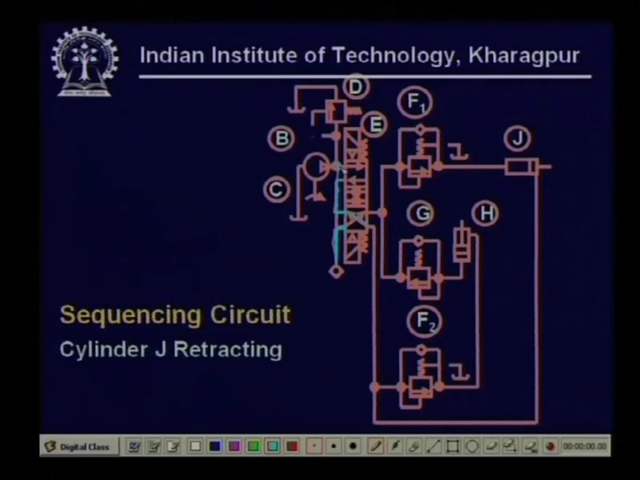 Indian Institute of Technology, Kharagpur
D
F1
B
E
J
C
G
H
Sequencing Circuit
F2
Cylinder J Retracting
Digital Class
00:00:00.00